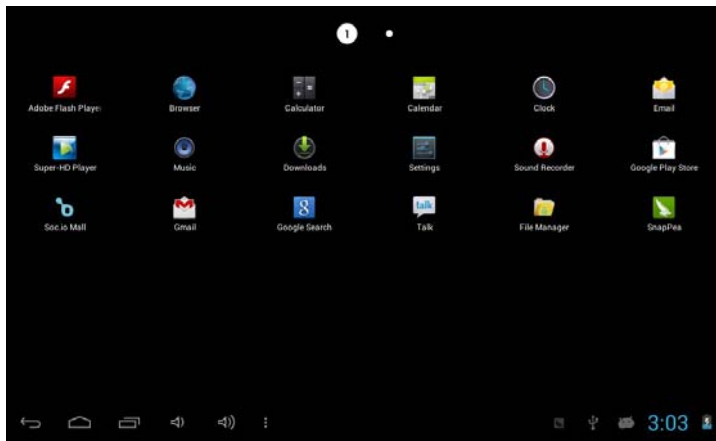 1
Adobe Flash Playe
Browser
Calculator
Calendar
Clock
Email
Super-HD Player
Music
Downloads
Settings
Sound Recorder
Google Play Store
talk
Soc.io Mall
Gmail
Google Search
Talk
File Manager
SnapPea
3:03